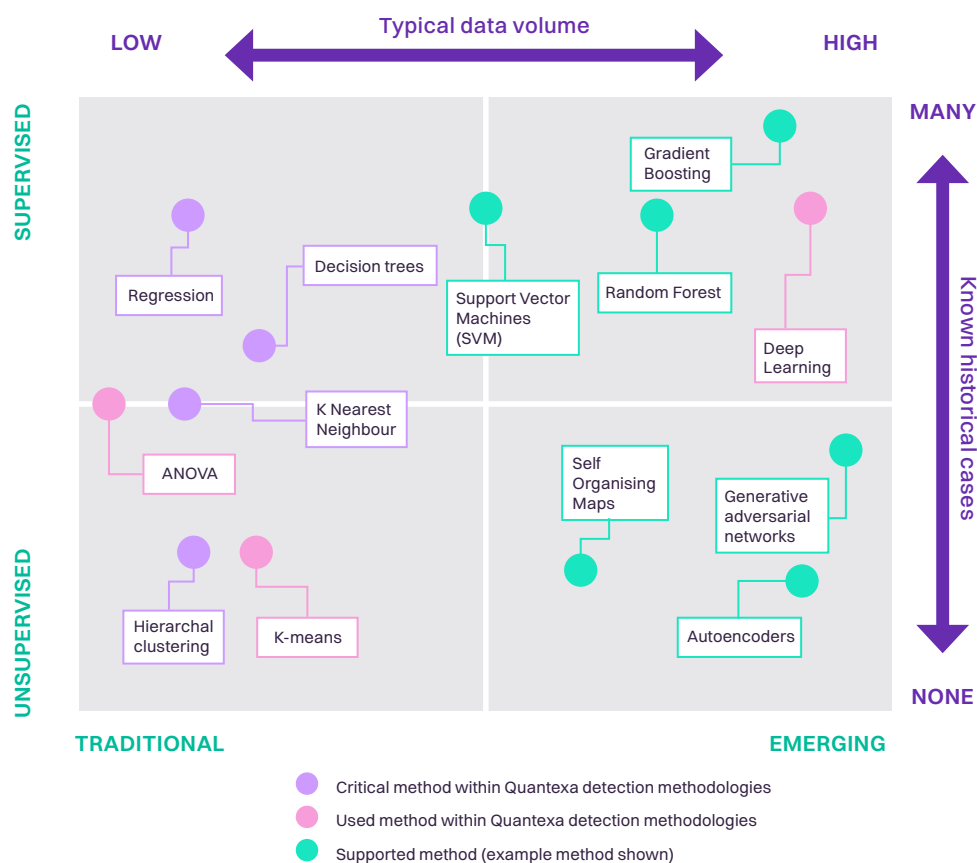 Typical data volume
LOW
HIGH
SUPERVISED
MANY
Gradient
Boosting
Decision trees
Regression
Support Vector
Machines
(SVM)
Random Forest
Deep
Learning
Known historical cases
K Nearest
Neighbour
ANOVA
Self
Organising
Maps
Generative
adversarial
networks
UNSUPERVISED
Hierarchal
clustering
K-means
Autoencoders
NONE
TRADITIONAL
EMERGING
Critical method within Quantexa detection methodologies
Used method within Quantexa detection methodologies
Supported method (example method shown)